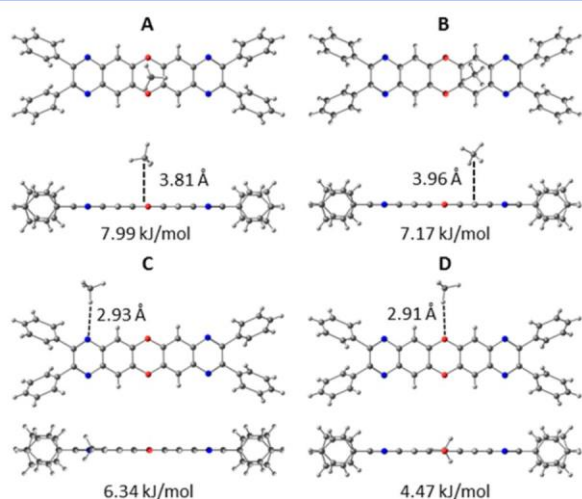 A
B
3.81 Å
3.96 Å
7.99 kJ/mol
7.17 kJ/mol
C
D
2.93 Å
2.91 Å
6.34 kJ/mol
4.47 kJ/mol